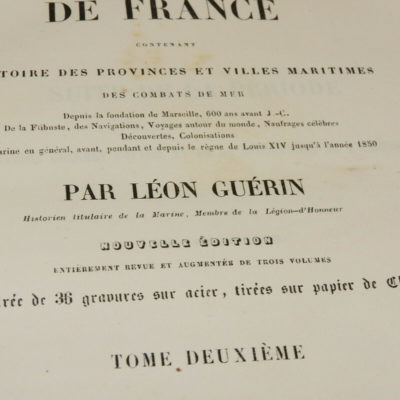 DE FRANCE
CONTENANT
TOIRE DES PROVINCES ET VILLES MARITIMES
DES COMBATS DE MER
Depuis la fondation de Marseille, 600 ans avant J.-C.
De la Flibuste, des Navigations, Voyages autour du monde, Naufrages célèbres
Découvertes, Colonisations
arine en général, avant, pendant et depuis le règne de Louis XIV jusqu'à l'année 1850
PAR LÉON GUÉRIN
Historien titulaire de la Marine, Membre de la Légion-d'Honneur
NOUVELLE ÉDITION
ENTIÈREMENT REVUE ET AUGMENTÉE DE TROIS VOLUMES
rée de 36 gravures sur acier, tirées sur papier de C
TOME DEUXIÈME